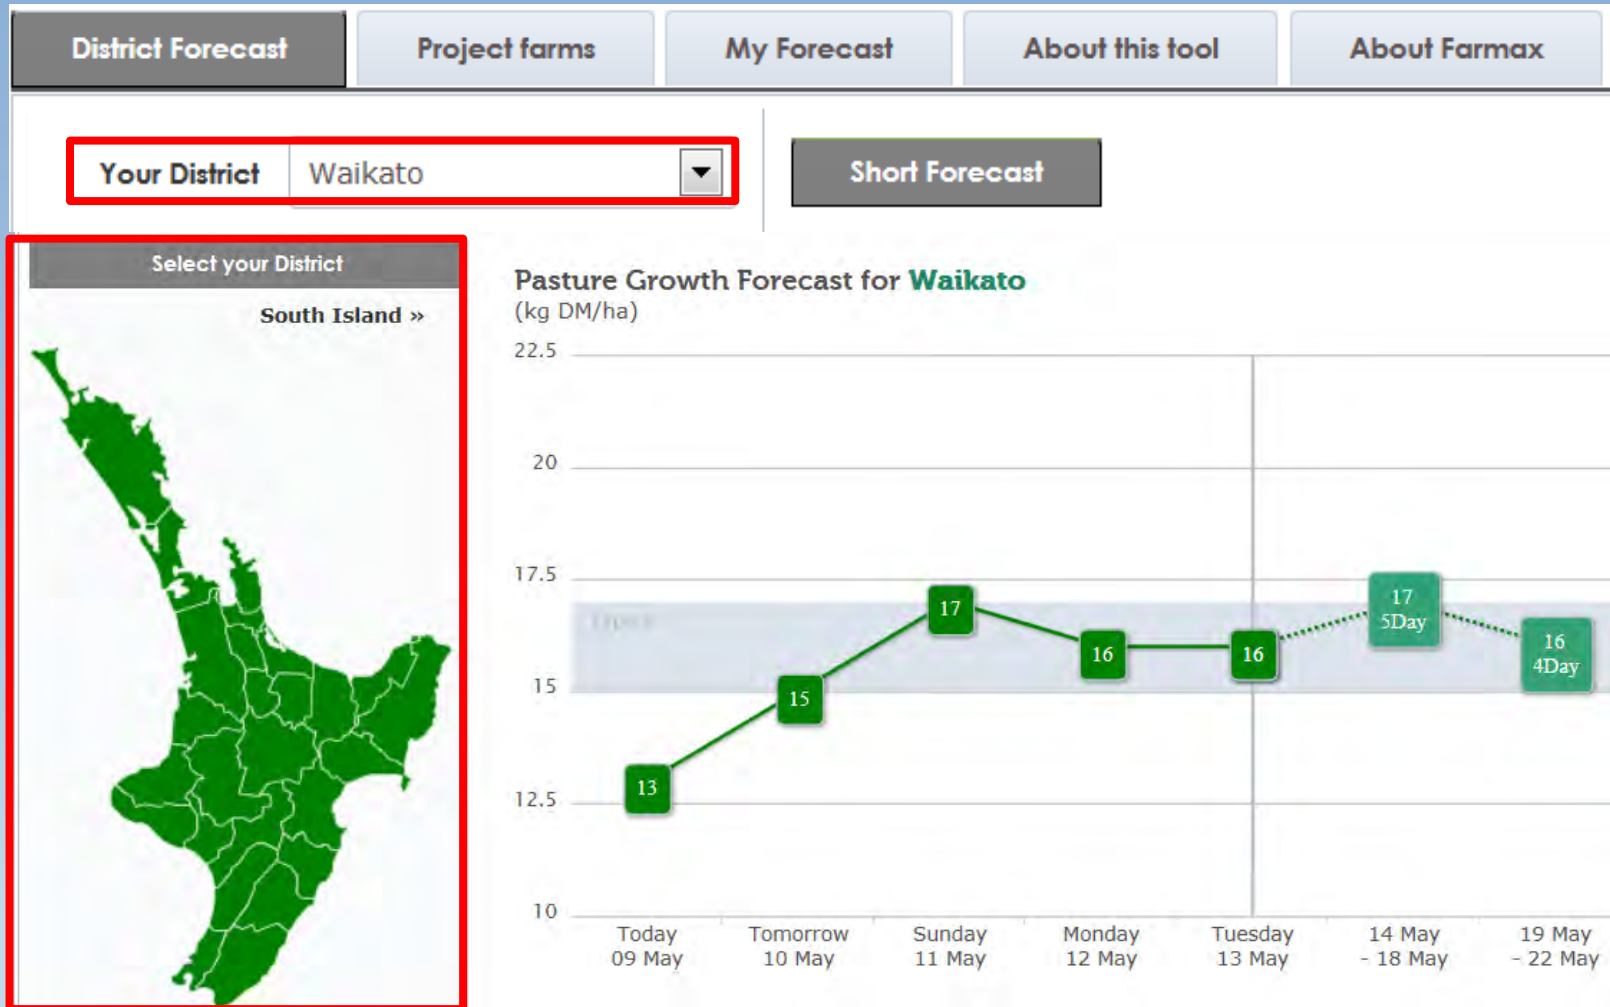 District Forecast
Project farms
My Forecast
About this tool
About Farmax
Your District
Waikato
Short Forecast
Select your District
South Island »
Pasture Growth Forecast for Waikato
(kg DM/ha)
22.5
20
17.5
15
12.5
10
13
15
17
16
16
17
5Day
16
4Day
Today
09 May
Tomorrow
10 May
Sunday
11 May
Monday
12 May
Tuesday
13 May
14 May
- 18 May
19 May
- 22 May